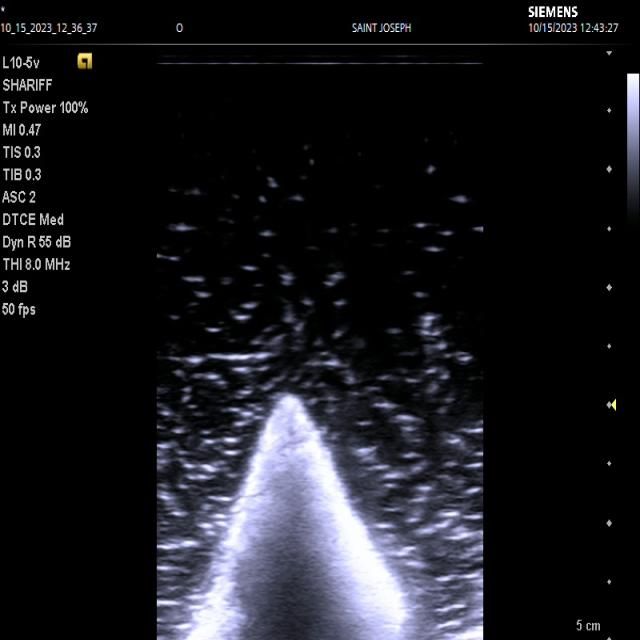 *
SIEMENS
10_15_2023_12_36_37 O SAINT JOSEPH 10/15/2023 12:43:27
L10-5v
SHARIFF
Tx Power 100%
MI 0.47
TIS 0.3
TIB 0.3
ASC 2
DTCE Med
Dyn R 55 dB
THI 8.0 MHz
3 dB
50 fps
5 cm